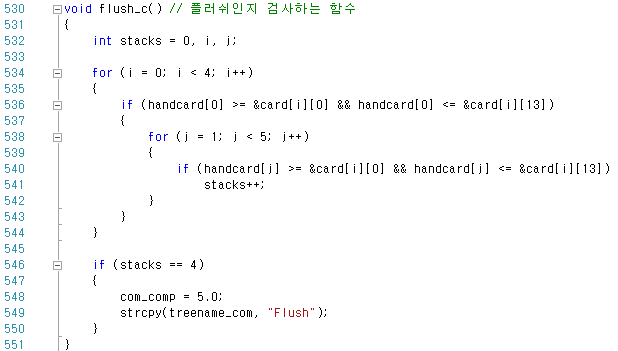 530 void flush_c() // 플러쉬인지 검사하는 함수
531 {
532 int stacks = 0, i, j;
533
534 for (i = 0; i < 4; i++)
535 {
536 if (handcard[0] >= &card[i][0] && handcard[0] <= &card[i][13])
537 {
538 for (j = 1; j < 5; j++)
539 {
540 if (handcard[j] >= &card[i][0] && handcard[j] <= &card[i][13])
541 stacks++;
542 }
543 }
544 }
545
546 if (stacks == 4)
547 {
548 com_comp = 5.0;
549 strcpy(treename_com, "Flush");
550 }
551 }